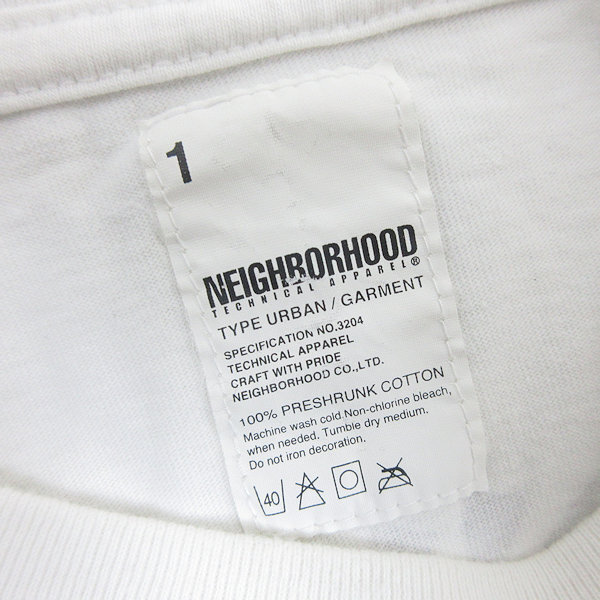 1
NEIGHBORHOOD
TECHNICAL APPAREL®
TYPE URBAN / GARMENT
SPECIFICATION NO.3204
TECHNICAL APPAREL
CRAFT WITH PRIDE
NEIGHBORHOOD CO.,LTD.
100% PRESHRUNK COTTON
Machine wash cold.Non-chlorine bleach,
when needed. Tumble dry medium.
Do not iron decoration.
40